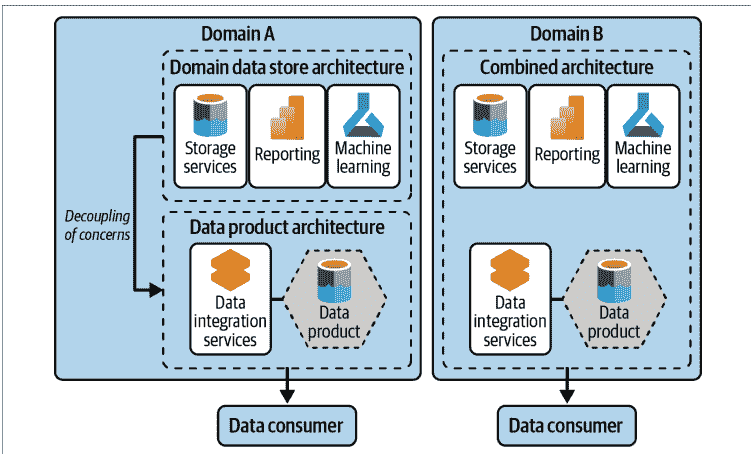 Domain A
Domain data store architecture
Storage
services
Reporting
Machine
learning
Decoupling
of concerns
Data product architecture
Data
integration
services
Data
product
Data consumer
Domain B
Combined architecture
Storage
services
Reporting
Machine
learning
Data
integration
services
Data
product
Data consumer